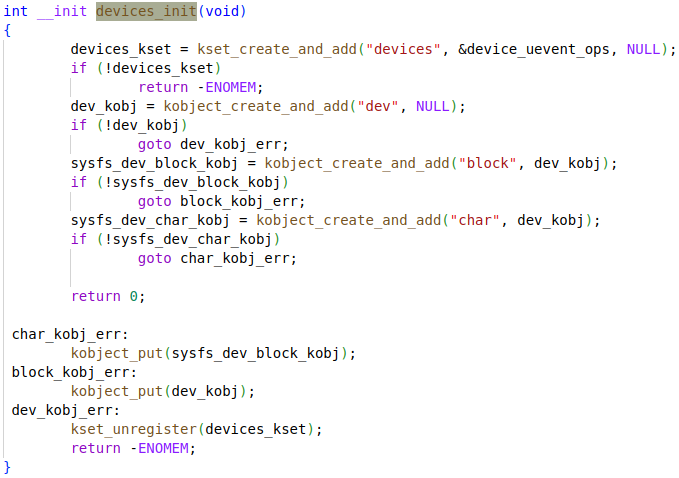 int __init devices_init(void)
{
        devices_kset = kset_create_and_add("devices", &device_uevent_ops, NULL);
        if (!devices_kset)
                return -ENOMEM;
        dev_kobj = kobject_create_and_add("dev", NULL);
        if (!dev_kobj)
                goto dev_kobj_err;
        sysfs_dev_block_kobj = kobject_create_and_add("block", dev_kobj);
        if (!sysfs_dev_block_kobj)
                goto block_kobj_err;
        sysfs_dev_char_kobj = kobject_create_and_add("char", dev_kobj);
        if (!sysfs_dev_char_kobj)
                goto char_kobj_err;

        return 0;

 char_kobj_err:
        kobject_put(sysfs_dev_block_kobj);
 block_kobj_err:
        kobject_put(dev_kobj);
 dev_kobj_err:
        kset_unregister(devices_kset);
        return -ENOMEM;
}